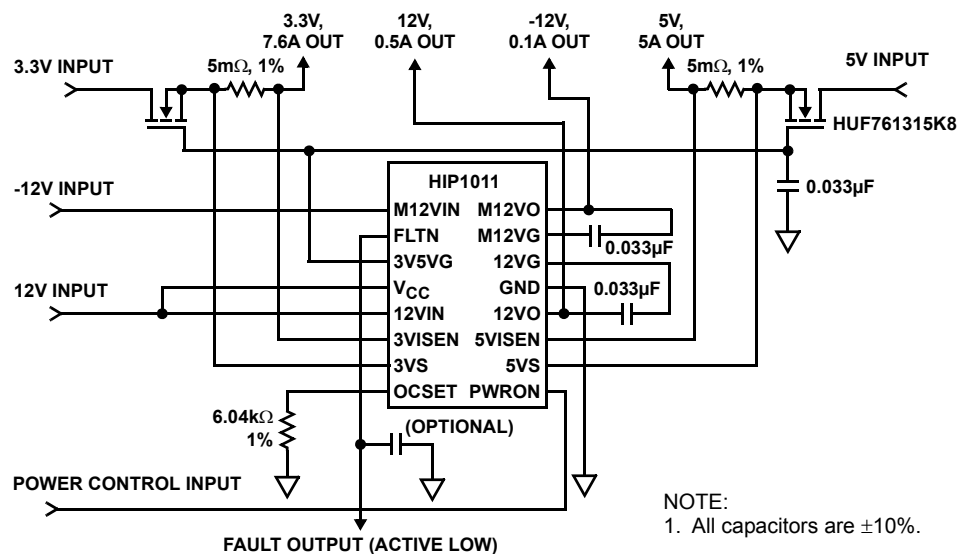 3.3V,
7.6A OUT
12V,
0.5A OUT
-12V,
0.1A OUT
5V,
5A OUT
3.3V INPUT
5mΩ, 1%
5mΩ, 1%
5V INPUT
HUF761315K8
-12V INPUT
HIP1011
0.033µF
M12VIN
M12VO
FLTN
M12VG
0.033µF
3V5VG
12VG
12V INPUT
VCC
GND
0.033µF
12VIN
12VO
3VISEN
5VISEN
3VS
5VS
OCSET
PWRON
6.04kΩ
1%
(OPTIONAL)
POWER CONTROL INPUT
FAULT OUTPUT (ACTIVE LOW)
NOTE:
1. All capacitors are ±10%.